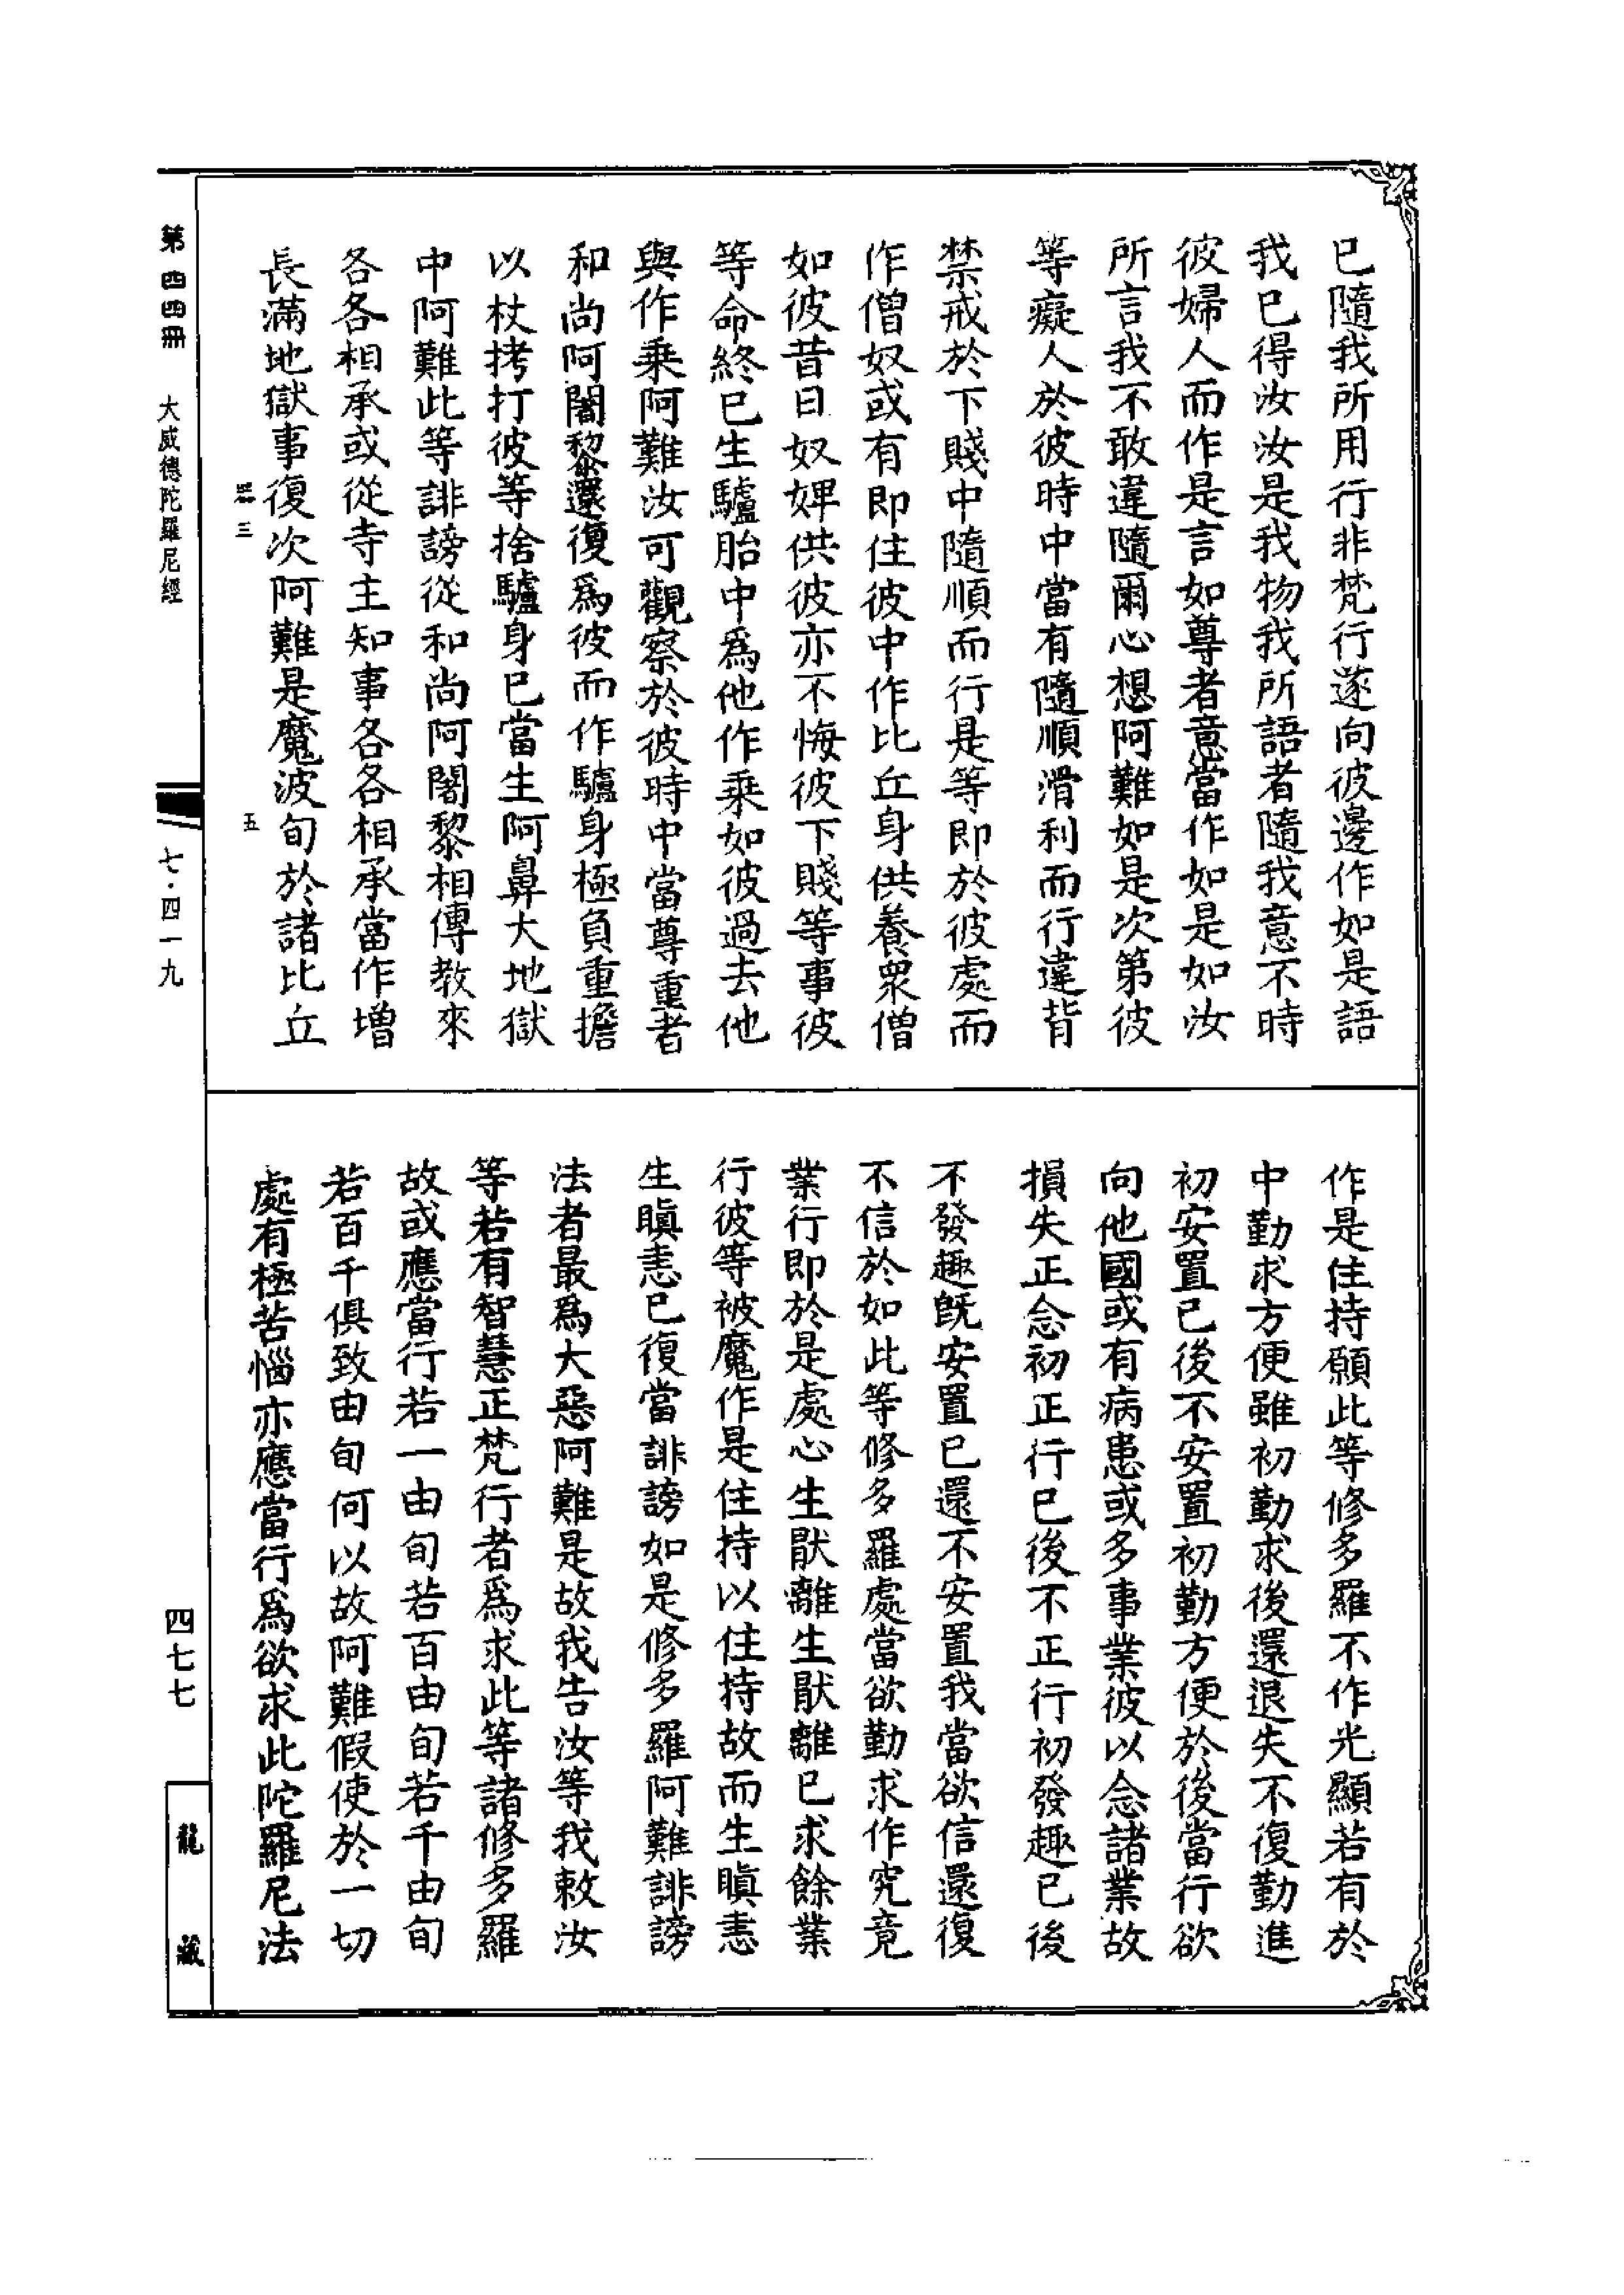 已隨我所用行非梵行遂向彼邊作如是語
我已得汝汝是我物我所語者隨我意不時
彼婦人而作是言如尊者意當作如是如汝
所言我不敢違隨爾心想阿難如是次第彼
等癡人於彼時中當有隨順滑利而行違背
禁戒於下賤中隨順而行是等即於彼處而
作僧奴或有即住彼中作比丘身供養眾僧
如彼昔日奴婢供彼亦不悔彼下賤等事彼
等命終已生驢胎中為他作乘如彼過去他
與作乘阿難汝可觀察於彼時中當尊重者
和尚阿闍黎還復為彼而作驢身極負重擔
以杖拷打彼等捨驢身已當生阿鼻大地獄
中阿難此等誹謗從和尚阿闍黎相傳教來
各各相承或從寺主知事各各相承當作增
長滿地獄事復次阿難是魔波旬於諸比丘
作是住持願此等修多羅不作光顯若有於
中勤求方便雖初勤求後還退失不復勤進
初安置已後不安置初勤方便於後當行欲
向他國或有病患或多事業彼以念諸業故
損失正念初正行已後不正行初發趣已後
不發趣既安置已還不安置我當欲信還復
不信於如此等修多羅處當欲勤求作究竟
業行即於是處心生猒離生猒離已求餘業
行彼等被魔作是住持以住持故而生瞋恚
生瞋恚已復當誹謗如是修多羅阿難誹謗
法者最為大惡阿難是故我告汝等我敕汝
等若有智慧正梵行者為求此等諸修多羅
故或應當行若一由旬若百由旬若千由旬
若百千俱致由旬何以故阿難假使於一切
處有極苦惱亦應當行為欲求此陀羅尼法
第四四冊 大威德陀羅尼經
三
五
七·四一九
四七七
龍藏